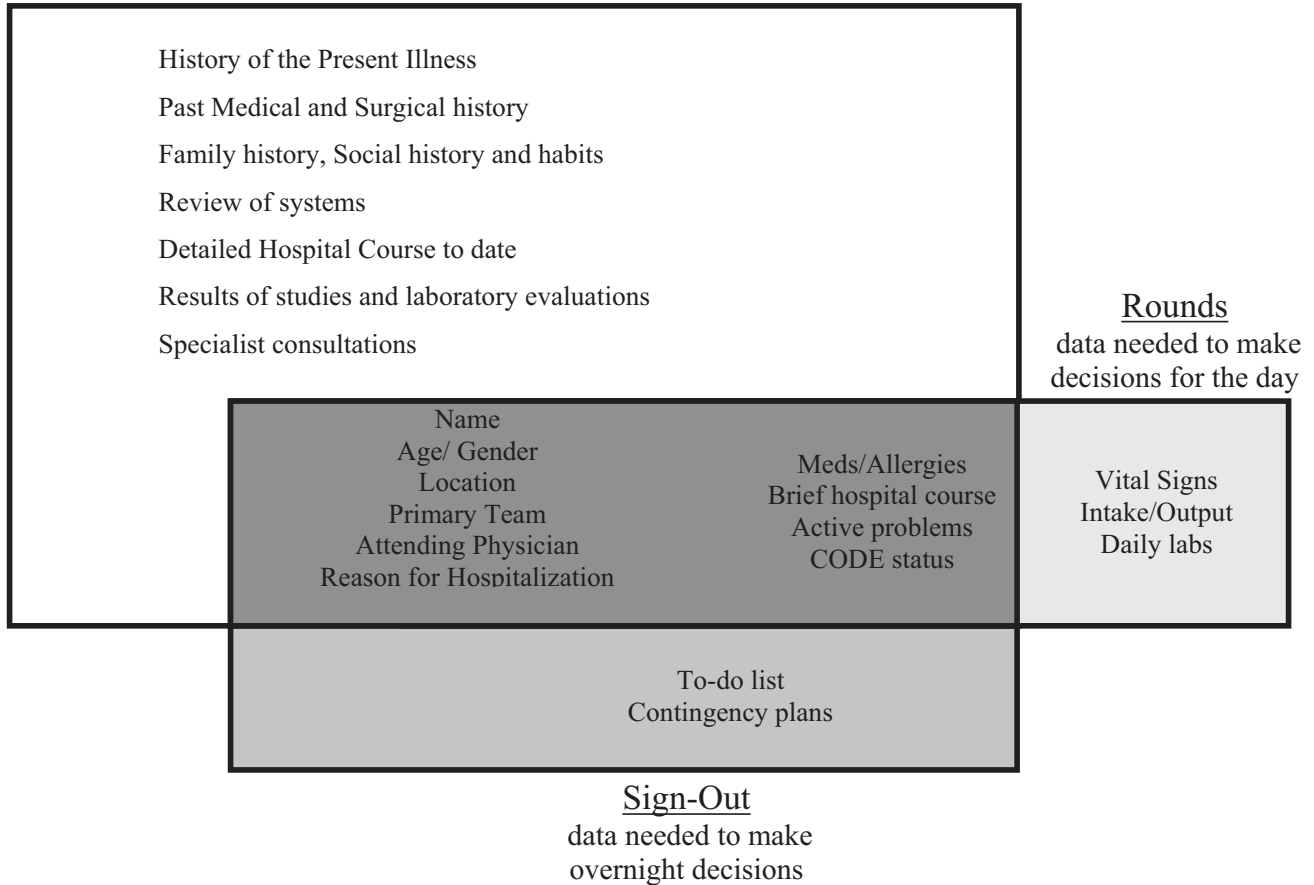 History of the Present Illness
Past Medical and Surgical history
Family history, Social history and habits
Review of systems
Detailed Hospital Course to date
Results of studies and laboratory evaluations
Specialist consultations
Rounds
data needed to make
decisions for the day
Name
Age/ Gender
Location
Primary Team
Attending Physician
Reason for Hospitalization
Meds/Allergies
Brief hospital course
Active problems
CODE status
Vital Signs
Intake/Output
Daily labs
To-do list
Contingency plans
Sign-Out
data needed to make
overnight decisions